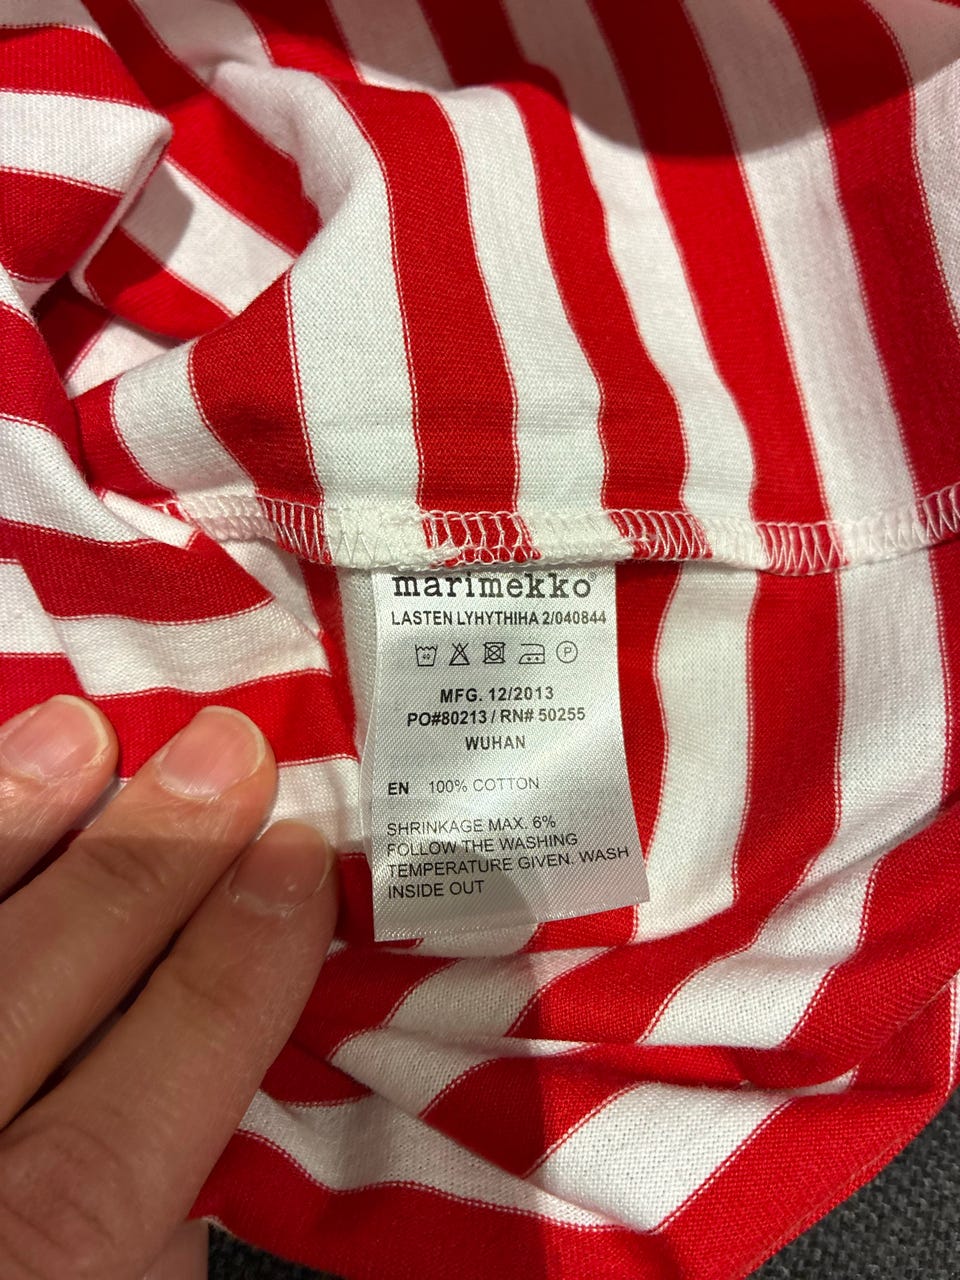 marimekko®
LASTEN LYHYTHIHA 2/040844
40 P
MFG. 12/2013
PO#80213 / RN# 50255
WUHAN
EN 100% COTTON
SHRINKAGE MAX. 6%
FOLLOW THE WASHING
TEMPERATURE GIVEN. WASH
INSIDE OUT